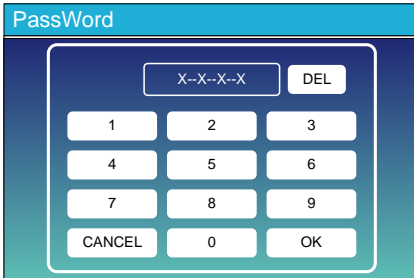 PassWord
X--X--X--X DEL
1 2 3
4 5 6
7 8 9
CANCEL 0 OK